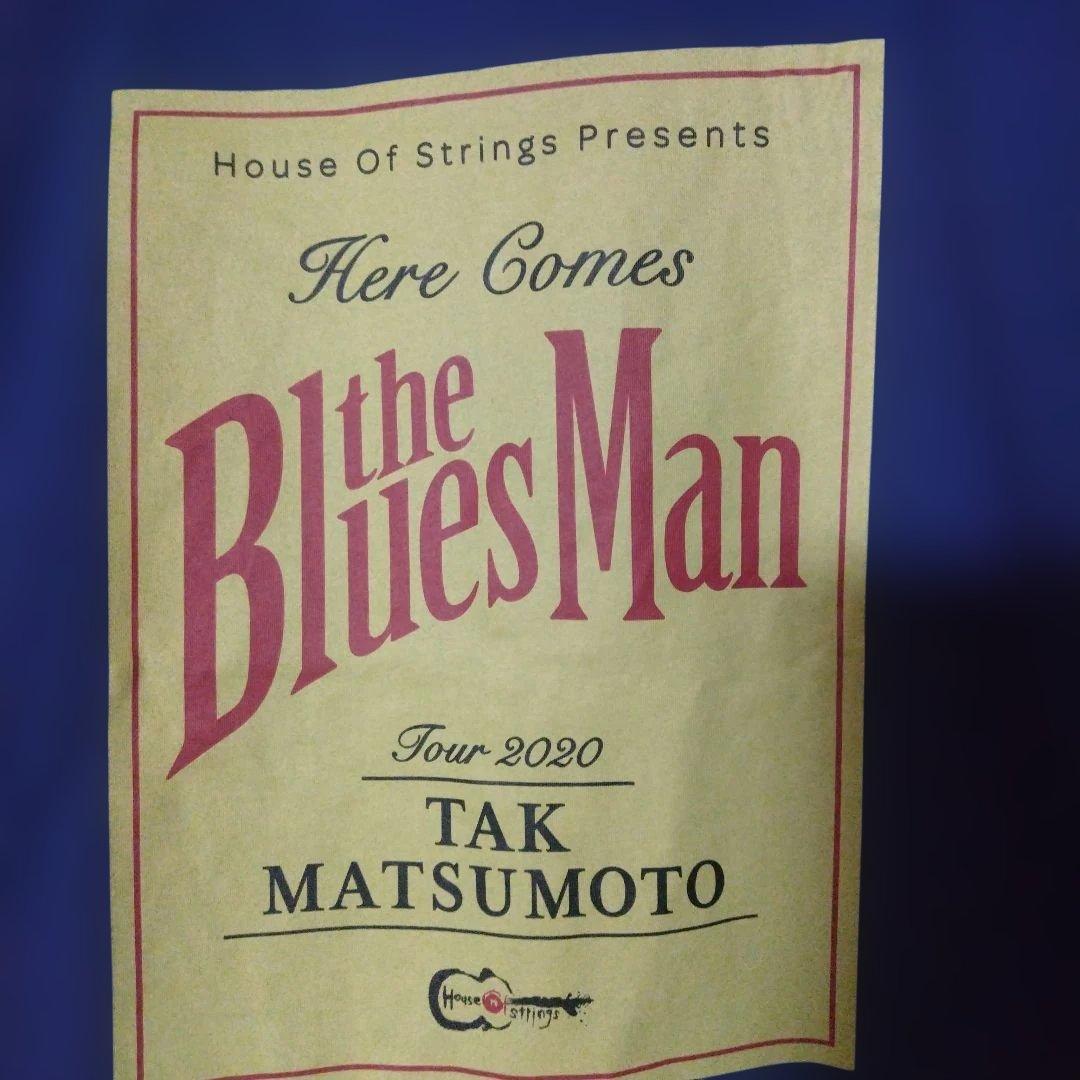 House Of Strings Presents
Here Comes
the
Blues Man
Tour 2020
TAK
MATSUMOTO
House Of
strings